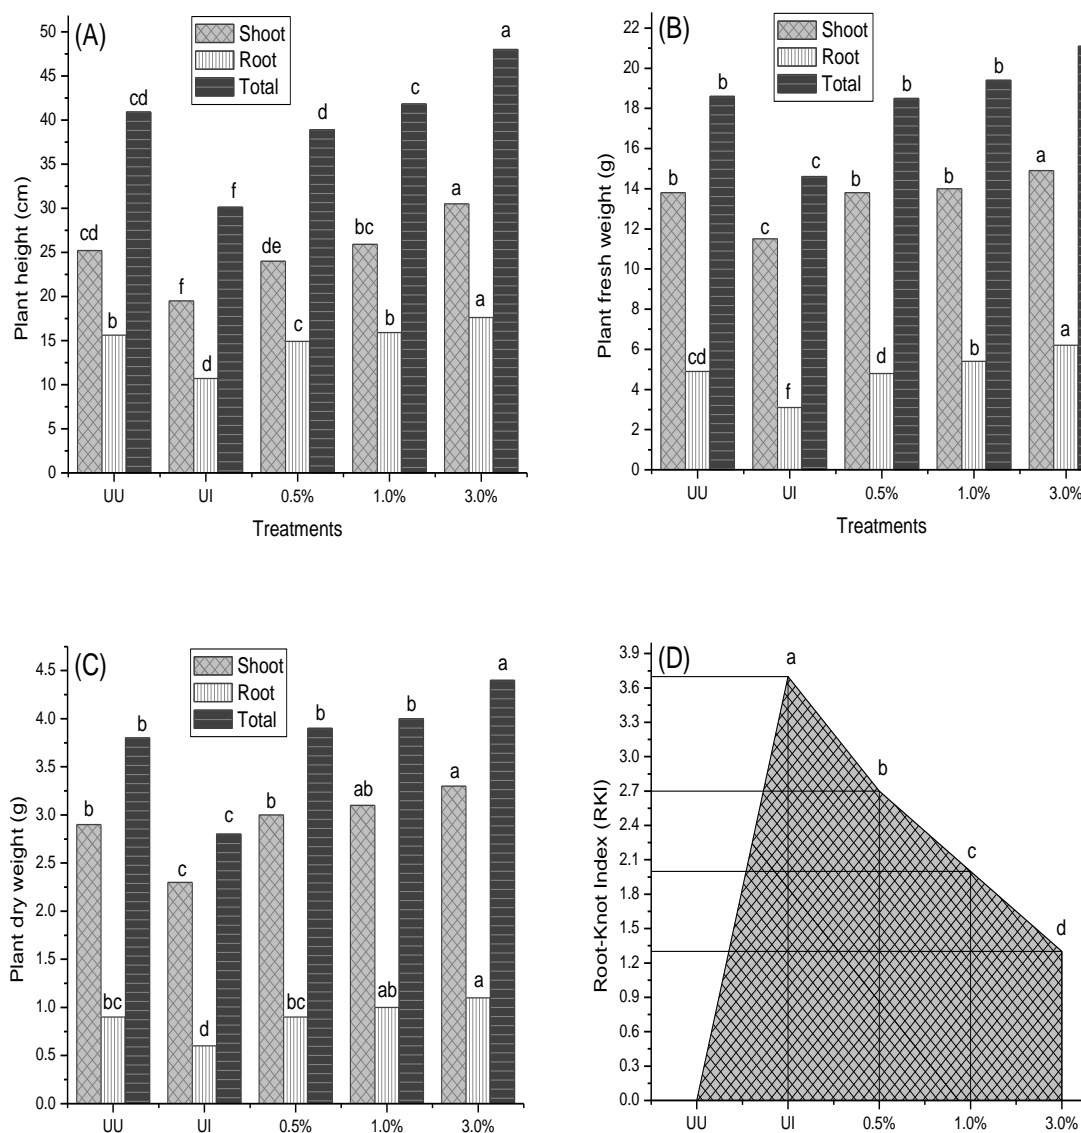 (A)
Shoot
Root
Total
Plant height (cm)
50
45
40
35
30
25
20
15
10
5
0
cd
b
cd
f
d
f
de
c
d
bc
b
c
a
a
a
UU UI 0.5% 1.0% 3.0%
Treatments
(B)
Shoot
Root
Total
Plant fresh weight (g)
22
20
18
16
14
12
10
8
6
4
2
0
b
cd
b
c
f
c
b
d
b
b
b
b
a
a
UU UI 0.5% 1.0% 3.0%
Treatments
(C)
Shoot
Root
Total
Plant dry weight (g)
4.5
4.0
3.5
3.0
2.5
2.0
1.5
1.0
0.5
0.0
b
bc
b
c
d
c
b
bc
b
ab
ab
b
a
a
a
UU UI 0.5% 1.0% 3.0%
(D)
Root-Knot Index (RKI)
3.9
3.6
3.3
3.0
2.7
2.4
2.1
1.8
1.5
1.2
0.9
0.6
0.3
0.0
a
b
c
d
UU UI 0.5% 1.0% 3.0%